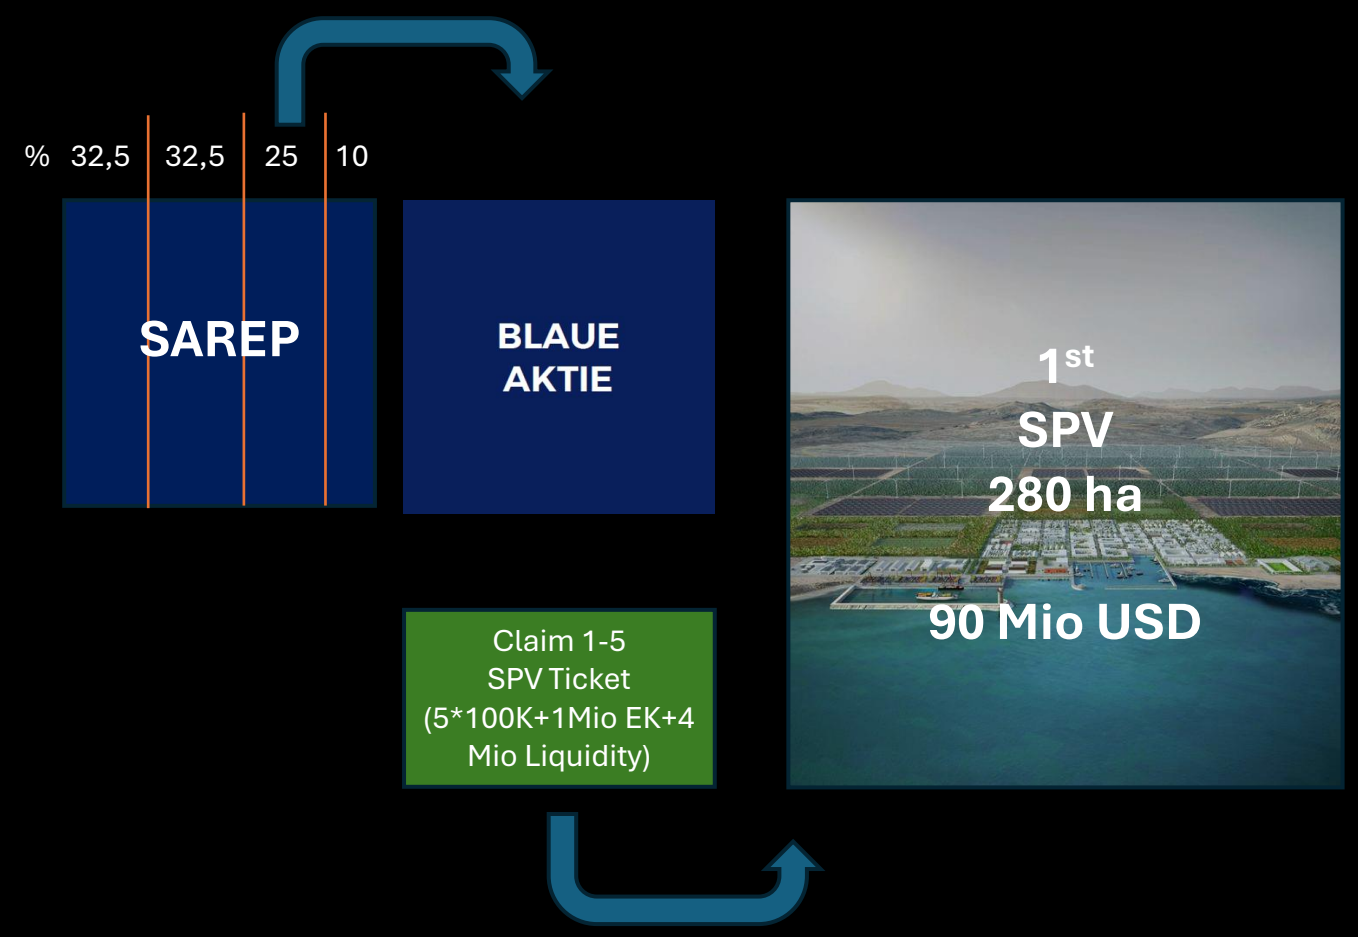 % 32,5 32,5 25 10
SAREP
BLAUE
AKTIE
Claim 1-5
SPV Ticket
(5*100K+1Mio EK+4
Mio Liquidity)
1st
SPV
280 ha
90 Mio USD